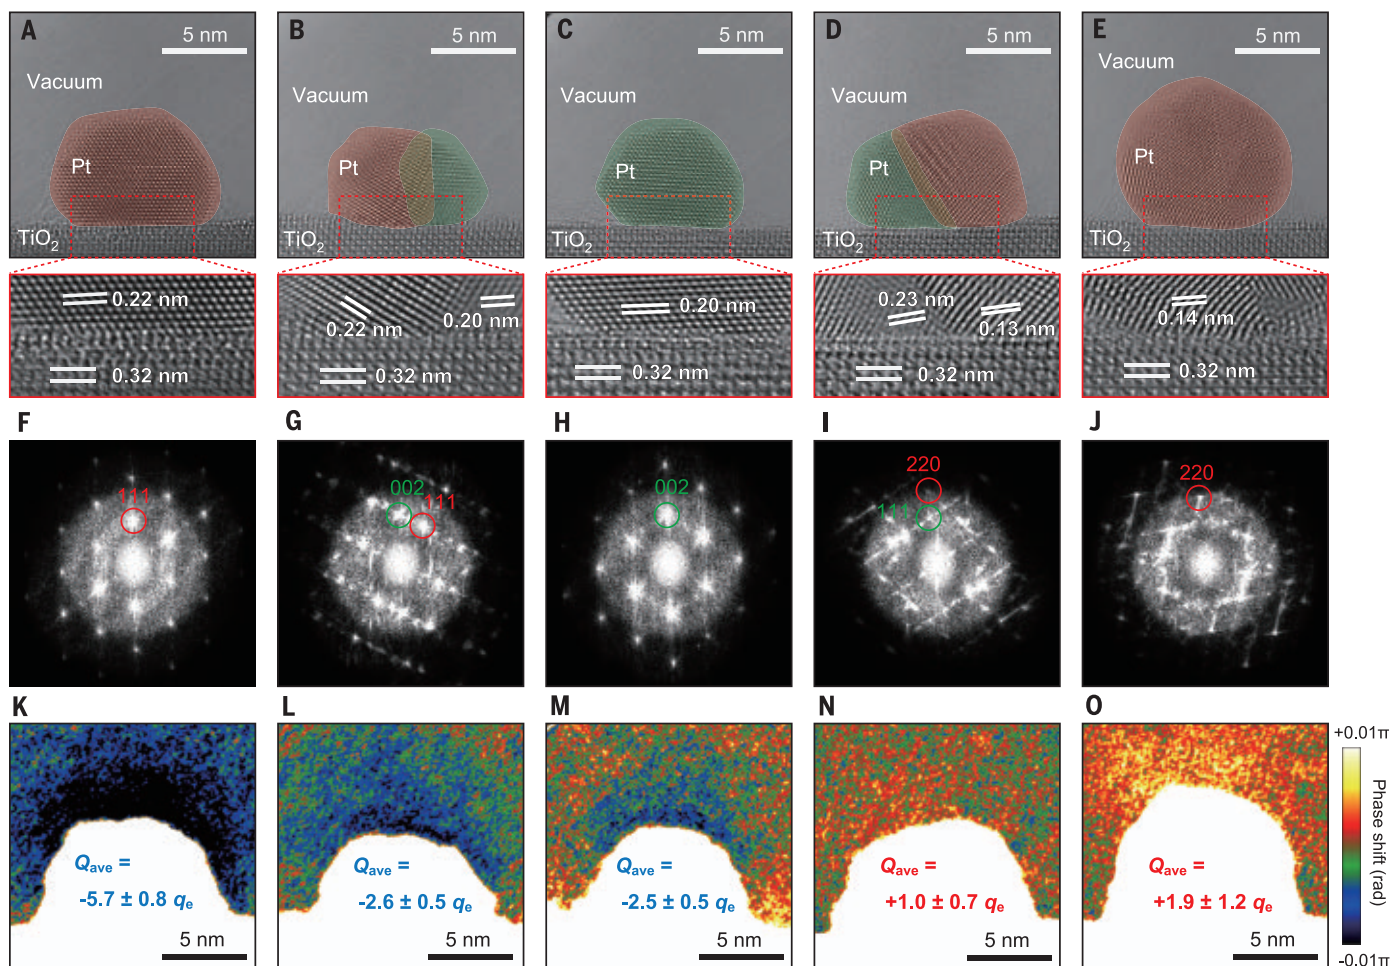 A
5 nm
Vacuum
Pt
TiO2
0.22 nm
0.32 nm
B
5 nm
Vacuum
Pt
TiO2
0.22 nm
0.20 nm
0.32 nm
C
5 nm
Vacuum
Pt
TiO2
0.20 nm
0.32 nm
D
5 nm
Vacuum
Pt
TiO2
0.23 nm
0.13 nm
0.32 nm
E
5 nm
Vacuum
Pt
TiO2
0.14 nm
0.32 nm
F
111
G
002
111
H
002
I
220
111
J
220
K
Qave =
-5.7 ± 0.8 qe
5 nm
L
Qave =
-2.6 ± 0.5 qe
5 nm
M
Qave =
-2.5 ± 0.5 qe
5 nm
N
Qave =
+1.0 ± 0.7 qe
5 nm
O
Qave =
+1.9 ± 1.2 qe
5 nm
+0.01π
Phase shift (rad)
-0.01π